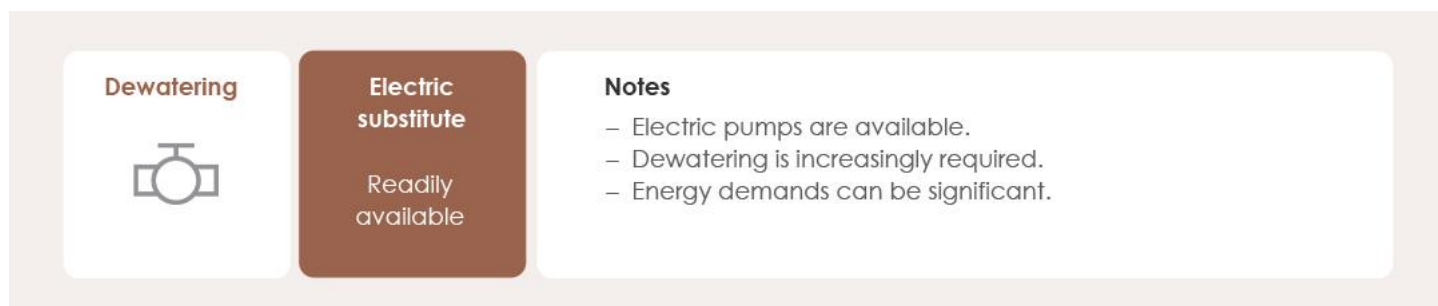 Dewatering
Electric
substitute
Readily
available
Notes
– Electric pumps are available.
– Dewatering is increasingly required.
– Energy demands can be significant.